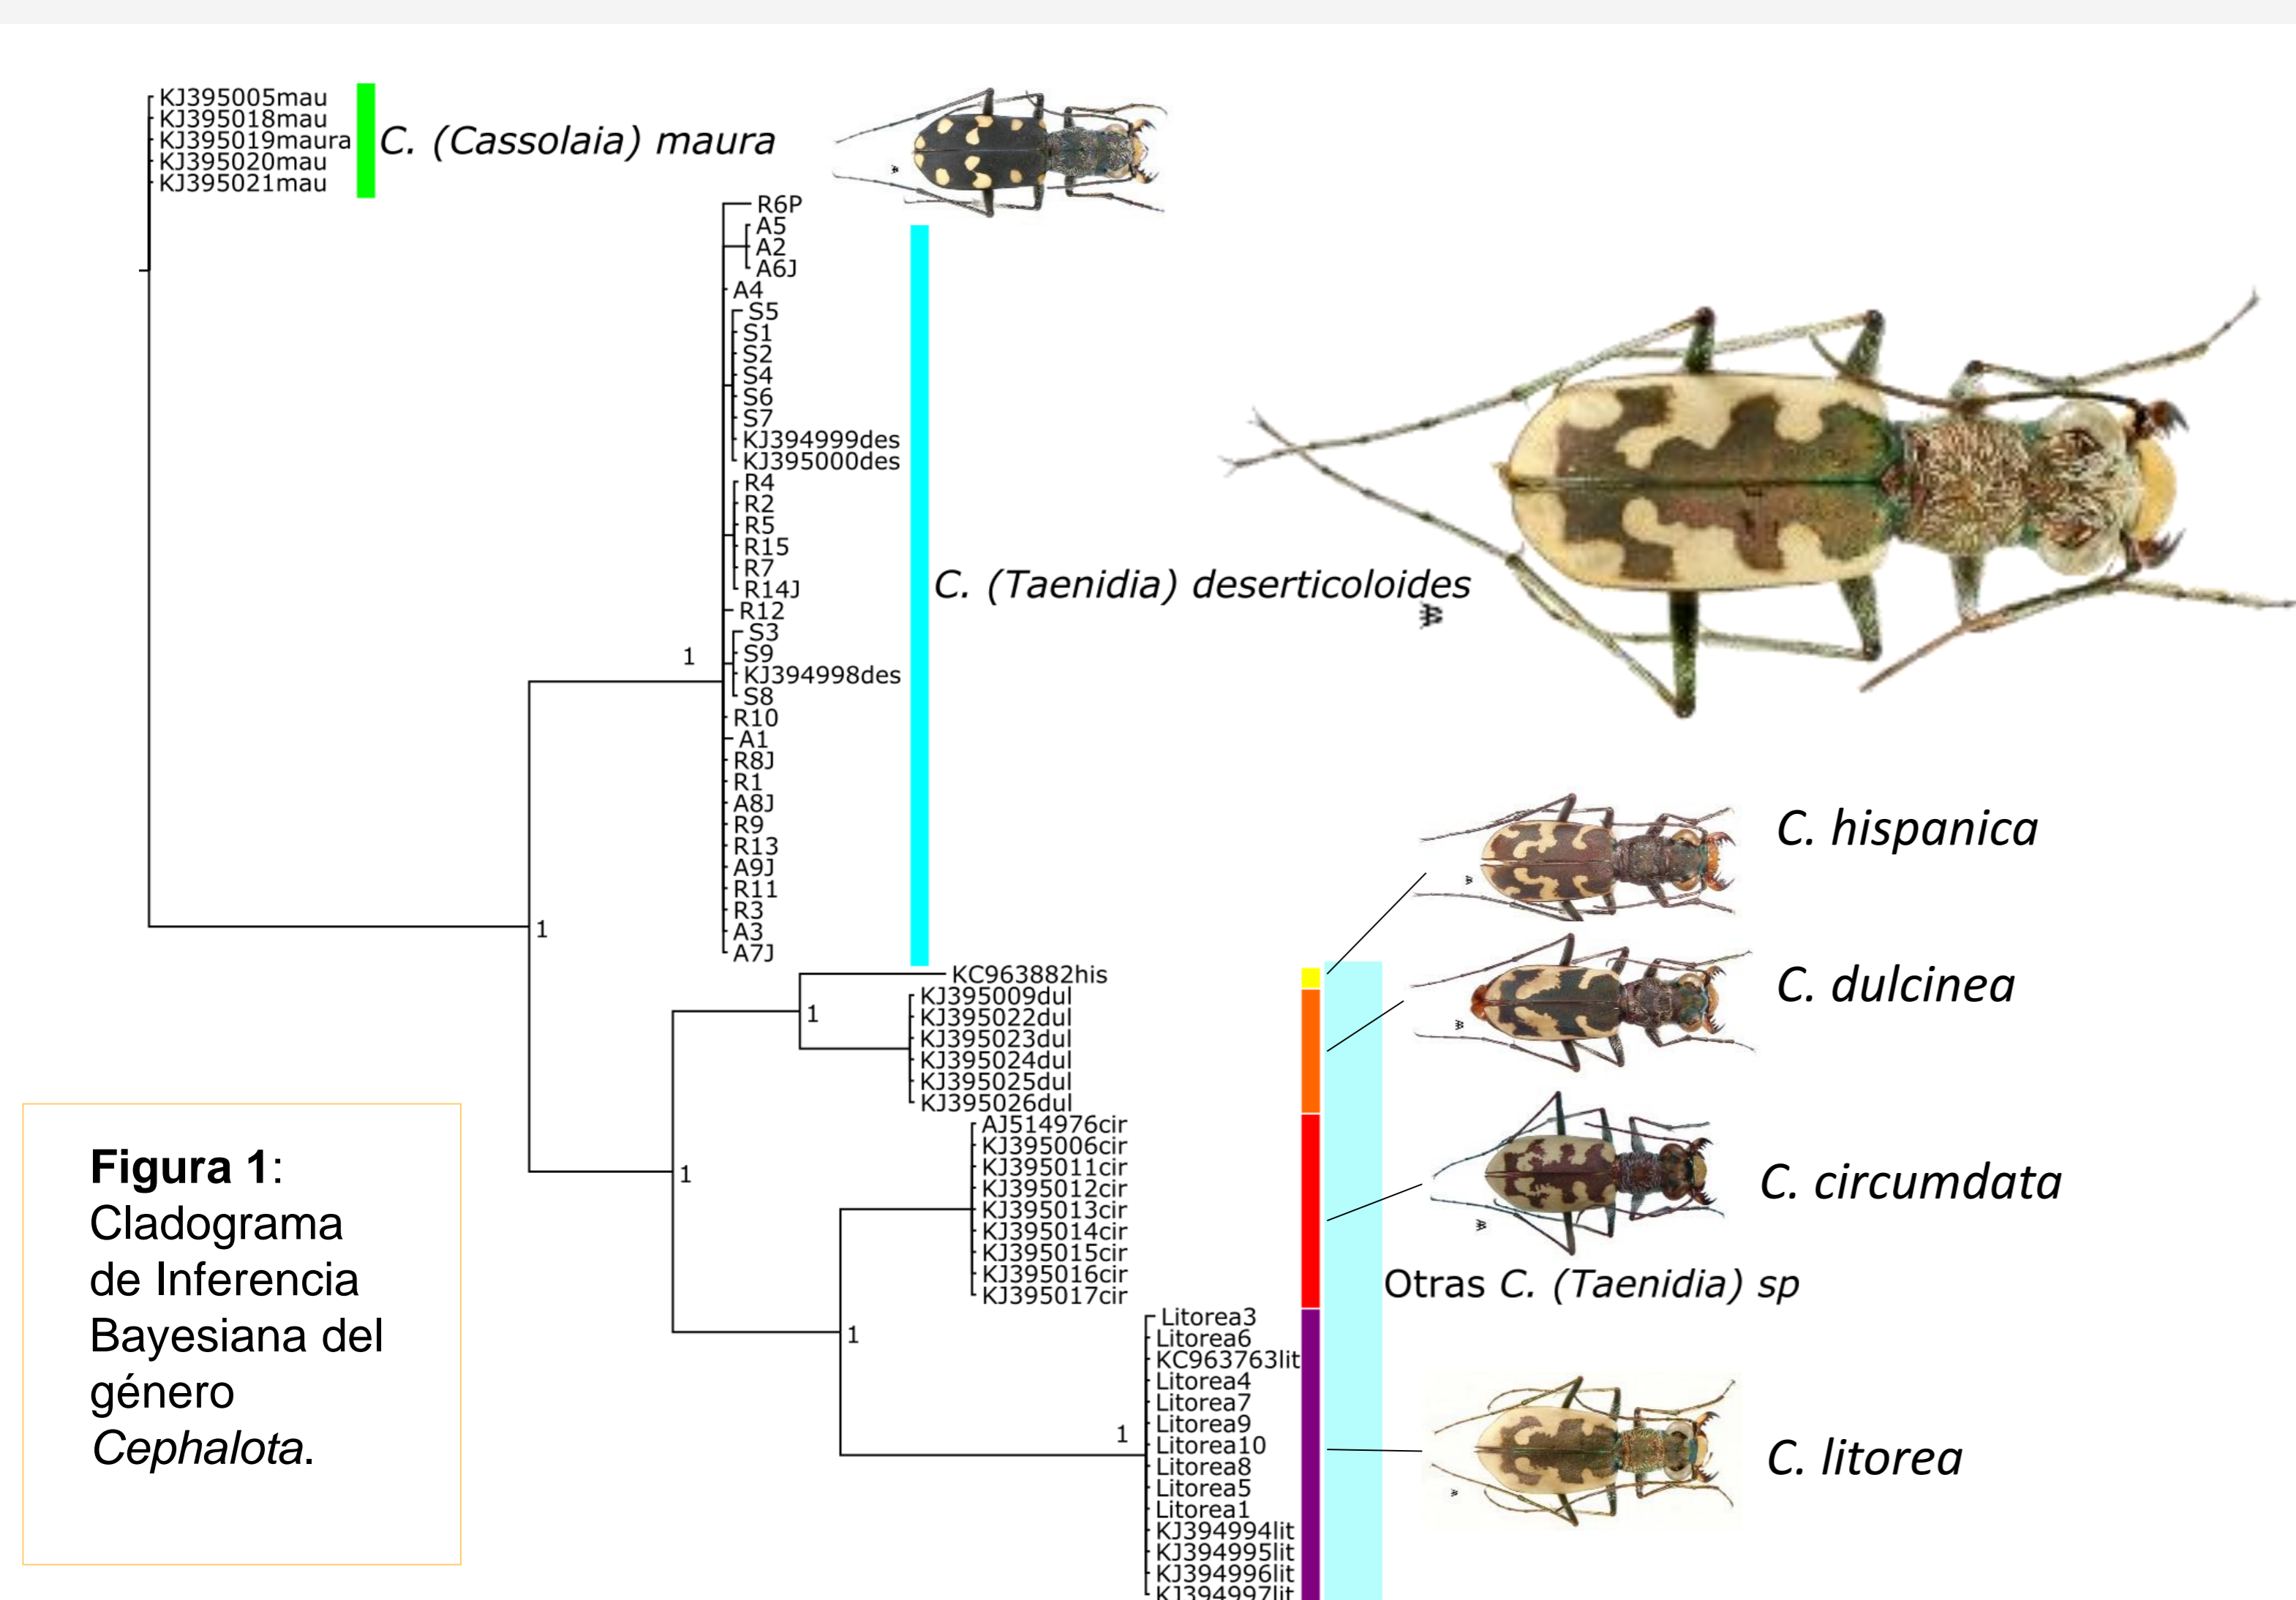 KJ395005mau
KJ395018mau
KJ395019maura
KJ395020mau
KJ395021mau
C. (Cassolaia) maura
R6P
A5
A2
A6J
A4
S5
S1
S2
S4
S6
S7
KJ394999des
KJ395000des
R4
R2
R5
R15
R7
R14J
R12
S3
S9
KJ394998des
S8
R10
A1
R8J
R1
A8J
R9
R13
A9J
R11
R3
A3
A7J
C. (Taenidia) deserticoloides
1
1
KC963882his
KJ395009dul
KJ395022dul
KJ395023dul
KJ395024dul
KJ395025dul
KJ395026dul
1
AJ514976cir
KJ395006cir
KJ395011cir
KJ395012cir
KJ395013cir
KJ395014cir
KJ395015cir
KJ395016cir
KJ395017cir
1
1
Litorea3
Litorea6
KC963763lit
Litorea4
Litorea7
Litorea9
Litorea10
Litorea8
Litorea5
Litorea1
KJ394994lit
KJ394995lit
KJ394996lit
KJ394997lit
1
C. hispanica
C. dulcinea
C. circumdata
Otras C. (Taenidia) sp
C. litorea
Figura 1:
Cladograma
de Inferencia
Bayesiana del
género
Cephalota.